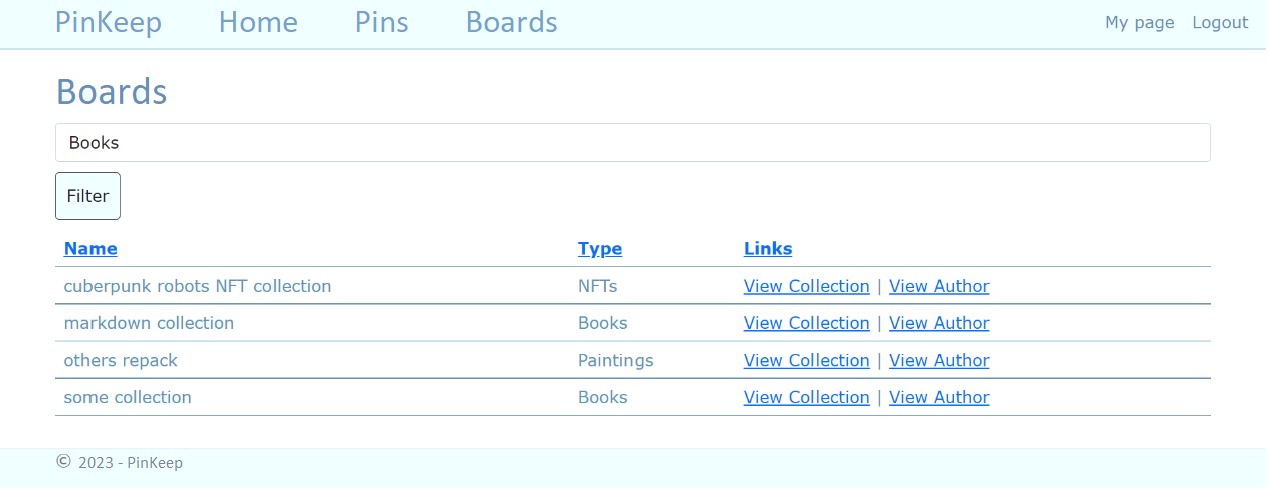 PinKeep Home Pins Boards My page Logout
Boards
Books
Filter
Name Type Links
cuberpunk robots NFT collection NFTs View Collection | View Author
markdown collection Books View Collection | View Author
others repack Paintings View Collection | View Author
some collection Books View Collection | View Author
© 2023 - PinKeep